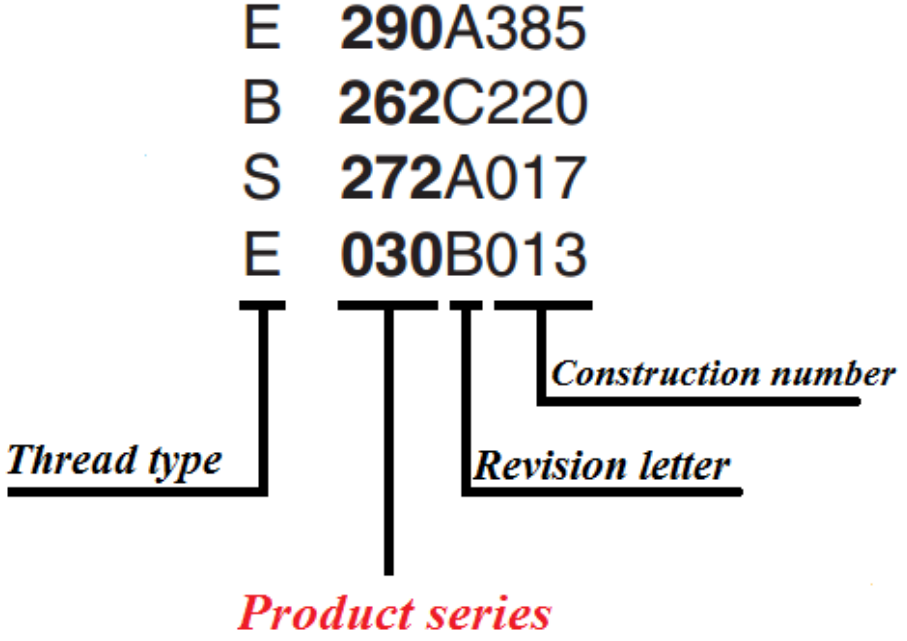 E 290A385
B 262C220
S 272A017
E 030B013
Construction number
Thread type
Revision letter
Product series